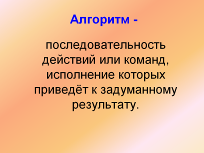 Алгоритм -
последовательность
действий или команд,
исполнение которых
приведёт к задуманному
результату.